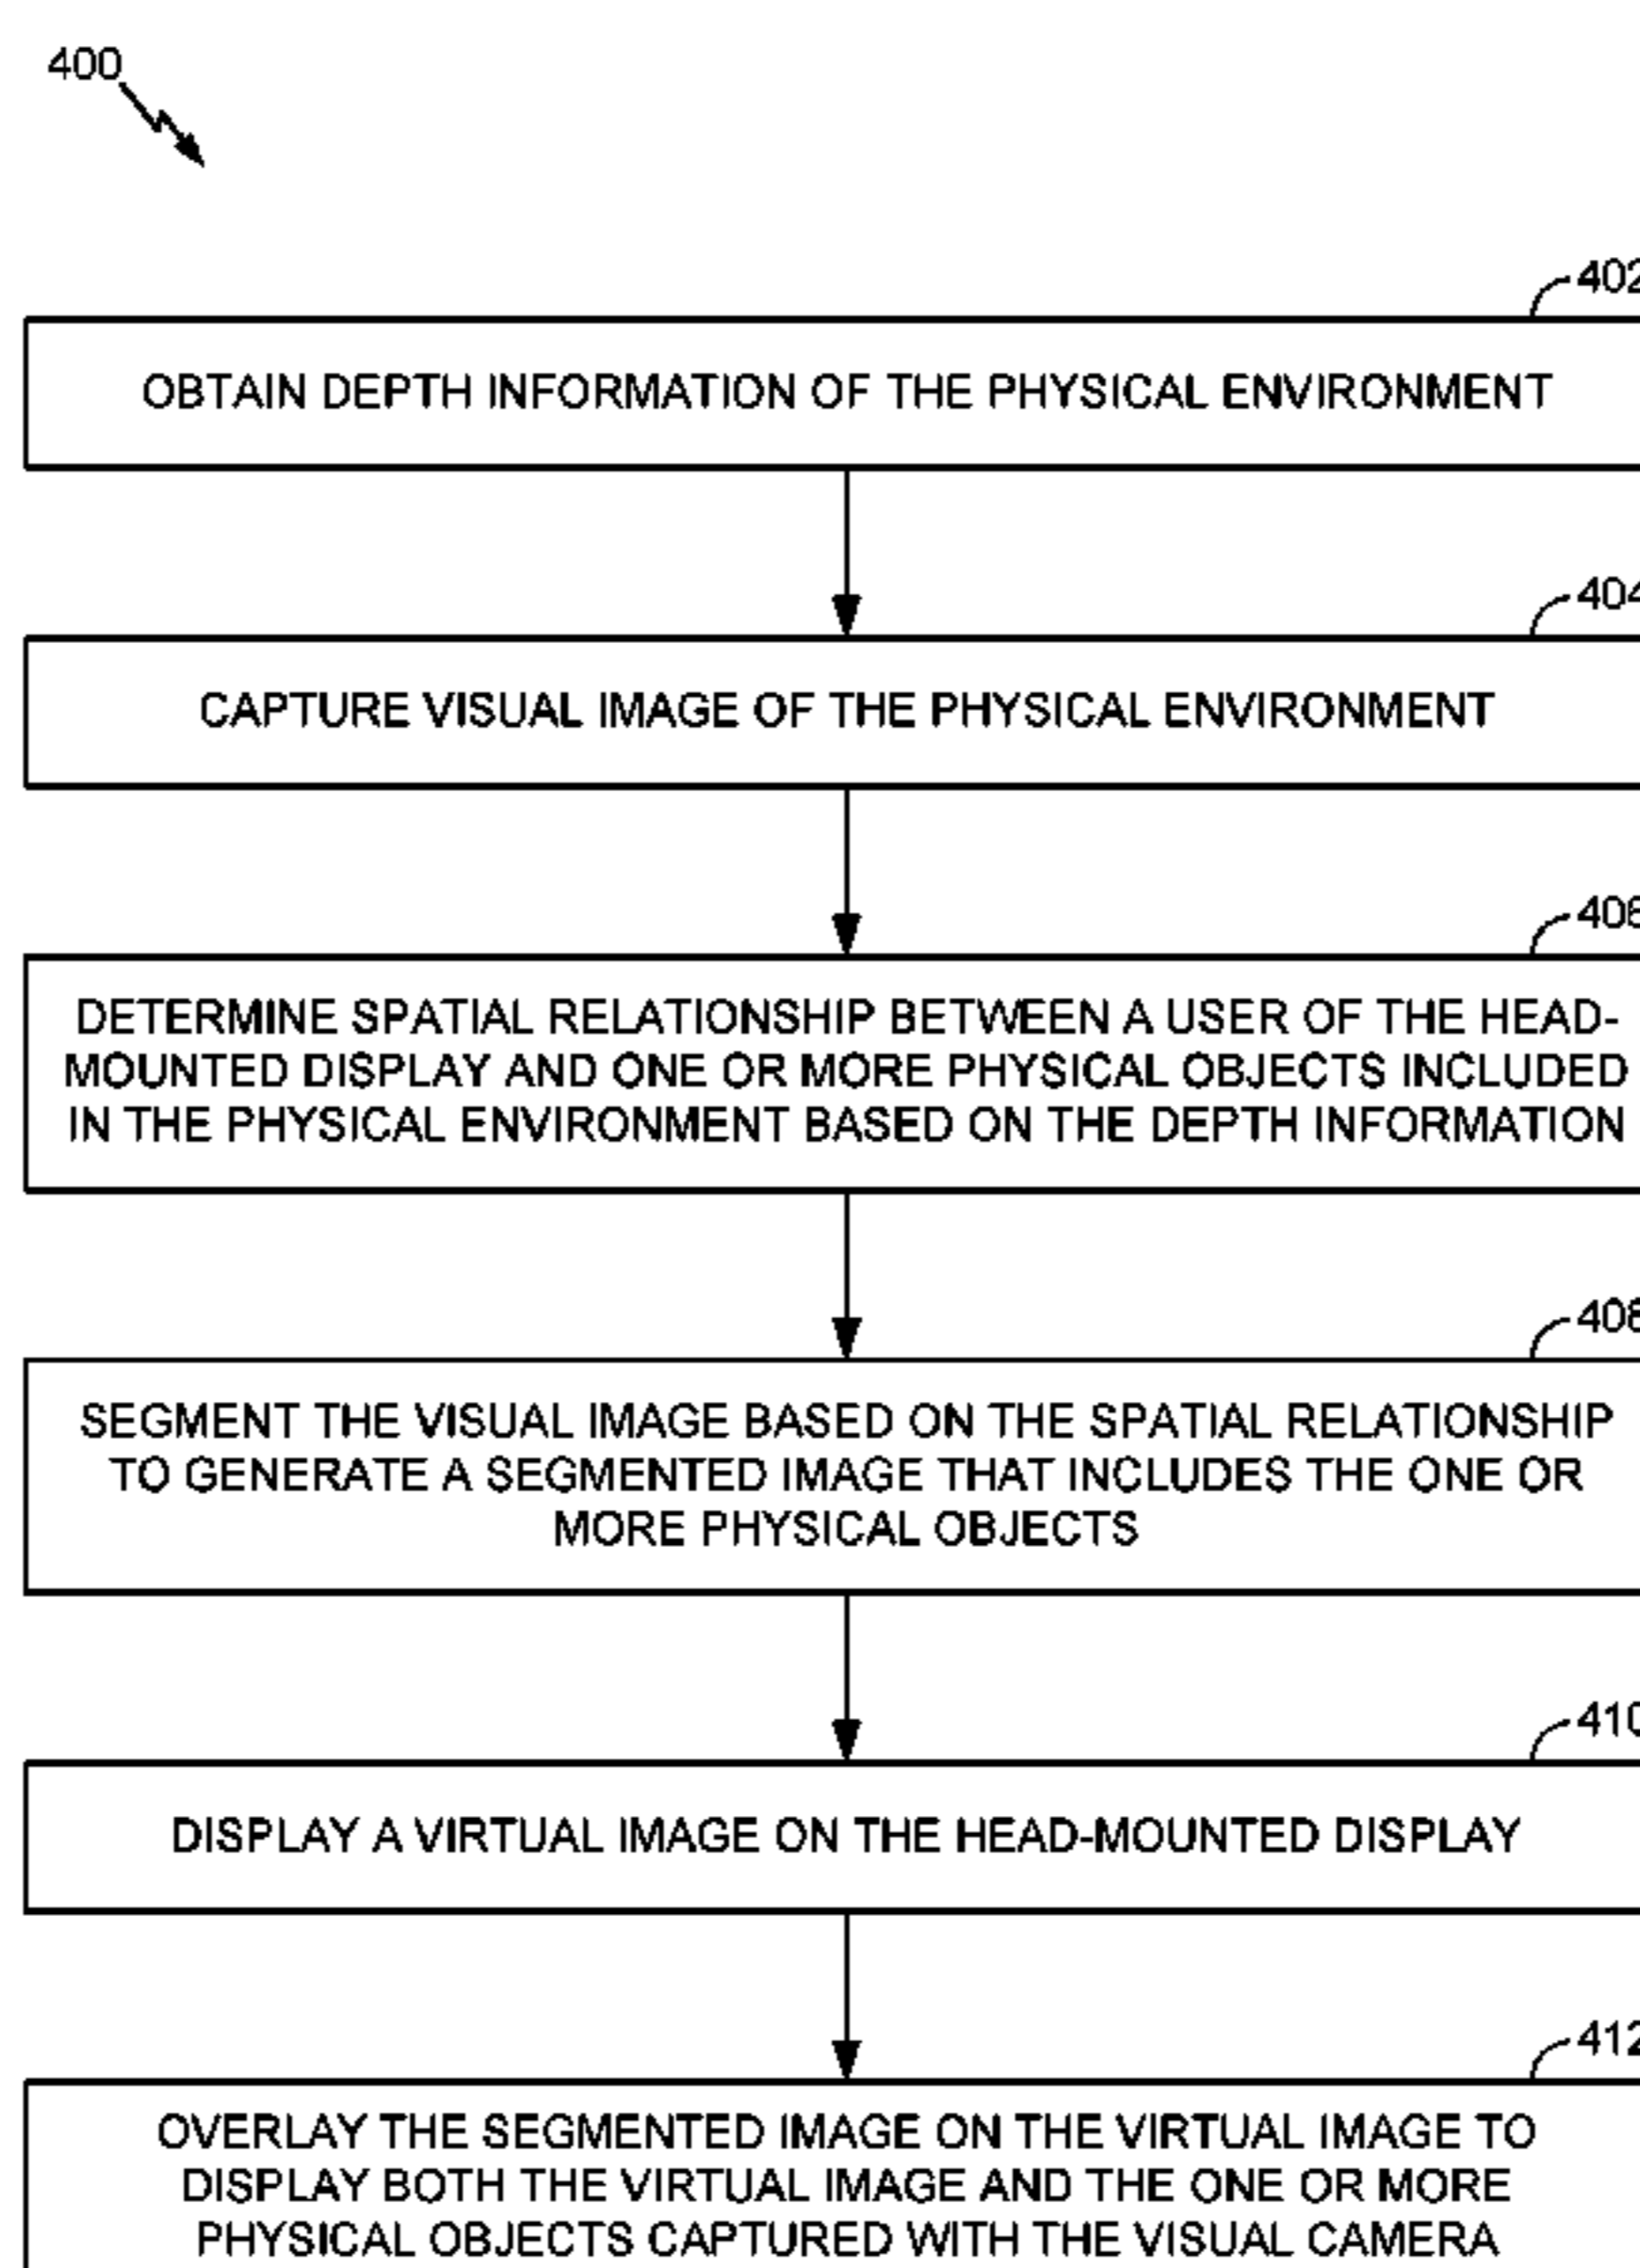 400
402
OBTAIN DEPTH INFORMATION OF THE PHYSICAL ENVIRONMENT
404
CAPTURE VISUAL IMAGE OF THE PHYSICAL ENVIRONMENT
406
DETERMINE SPATIAL RELATIONSHIP BETWEEN A USER OF THE HEAD-
MOUNTED DISPLAY AND ONE OR MORE PHYSICAL OBJECTS INCLUDED
IN THE PHYSICAL ENVIRONMENT BASED ON THE DEPTH INFORMATION
408
SEGMENT THE VISUAL IMAGE BASED ON THE SPATIAL RELATIONSHIP
TO GENERATE A SEGMENTED IMAGE THAT INCLUDES THE ONE OR
MORE PHYSICAL OBJECTS
410
DISPLAY A VIRTUAL IMAGE ON THE HEAD-MOUNTED DISPLAY
412
OVERLAY THE SEGMENTED IMAGE ON THE VIRTUAL IMAGE TO
DISPLAY BOTH THE VIRTUAL IMAGE AND THE ONE OR MORE
PHYSICAL OBJECTS CAPTURED WITH THE VISUAL CAMERA